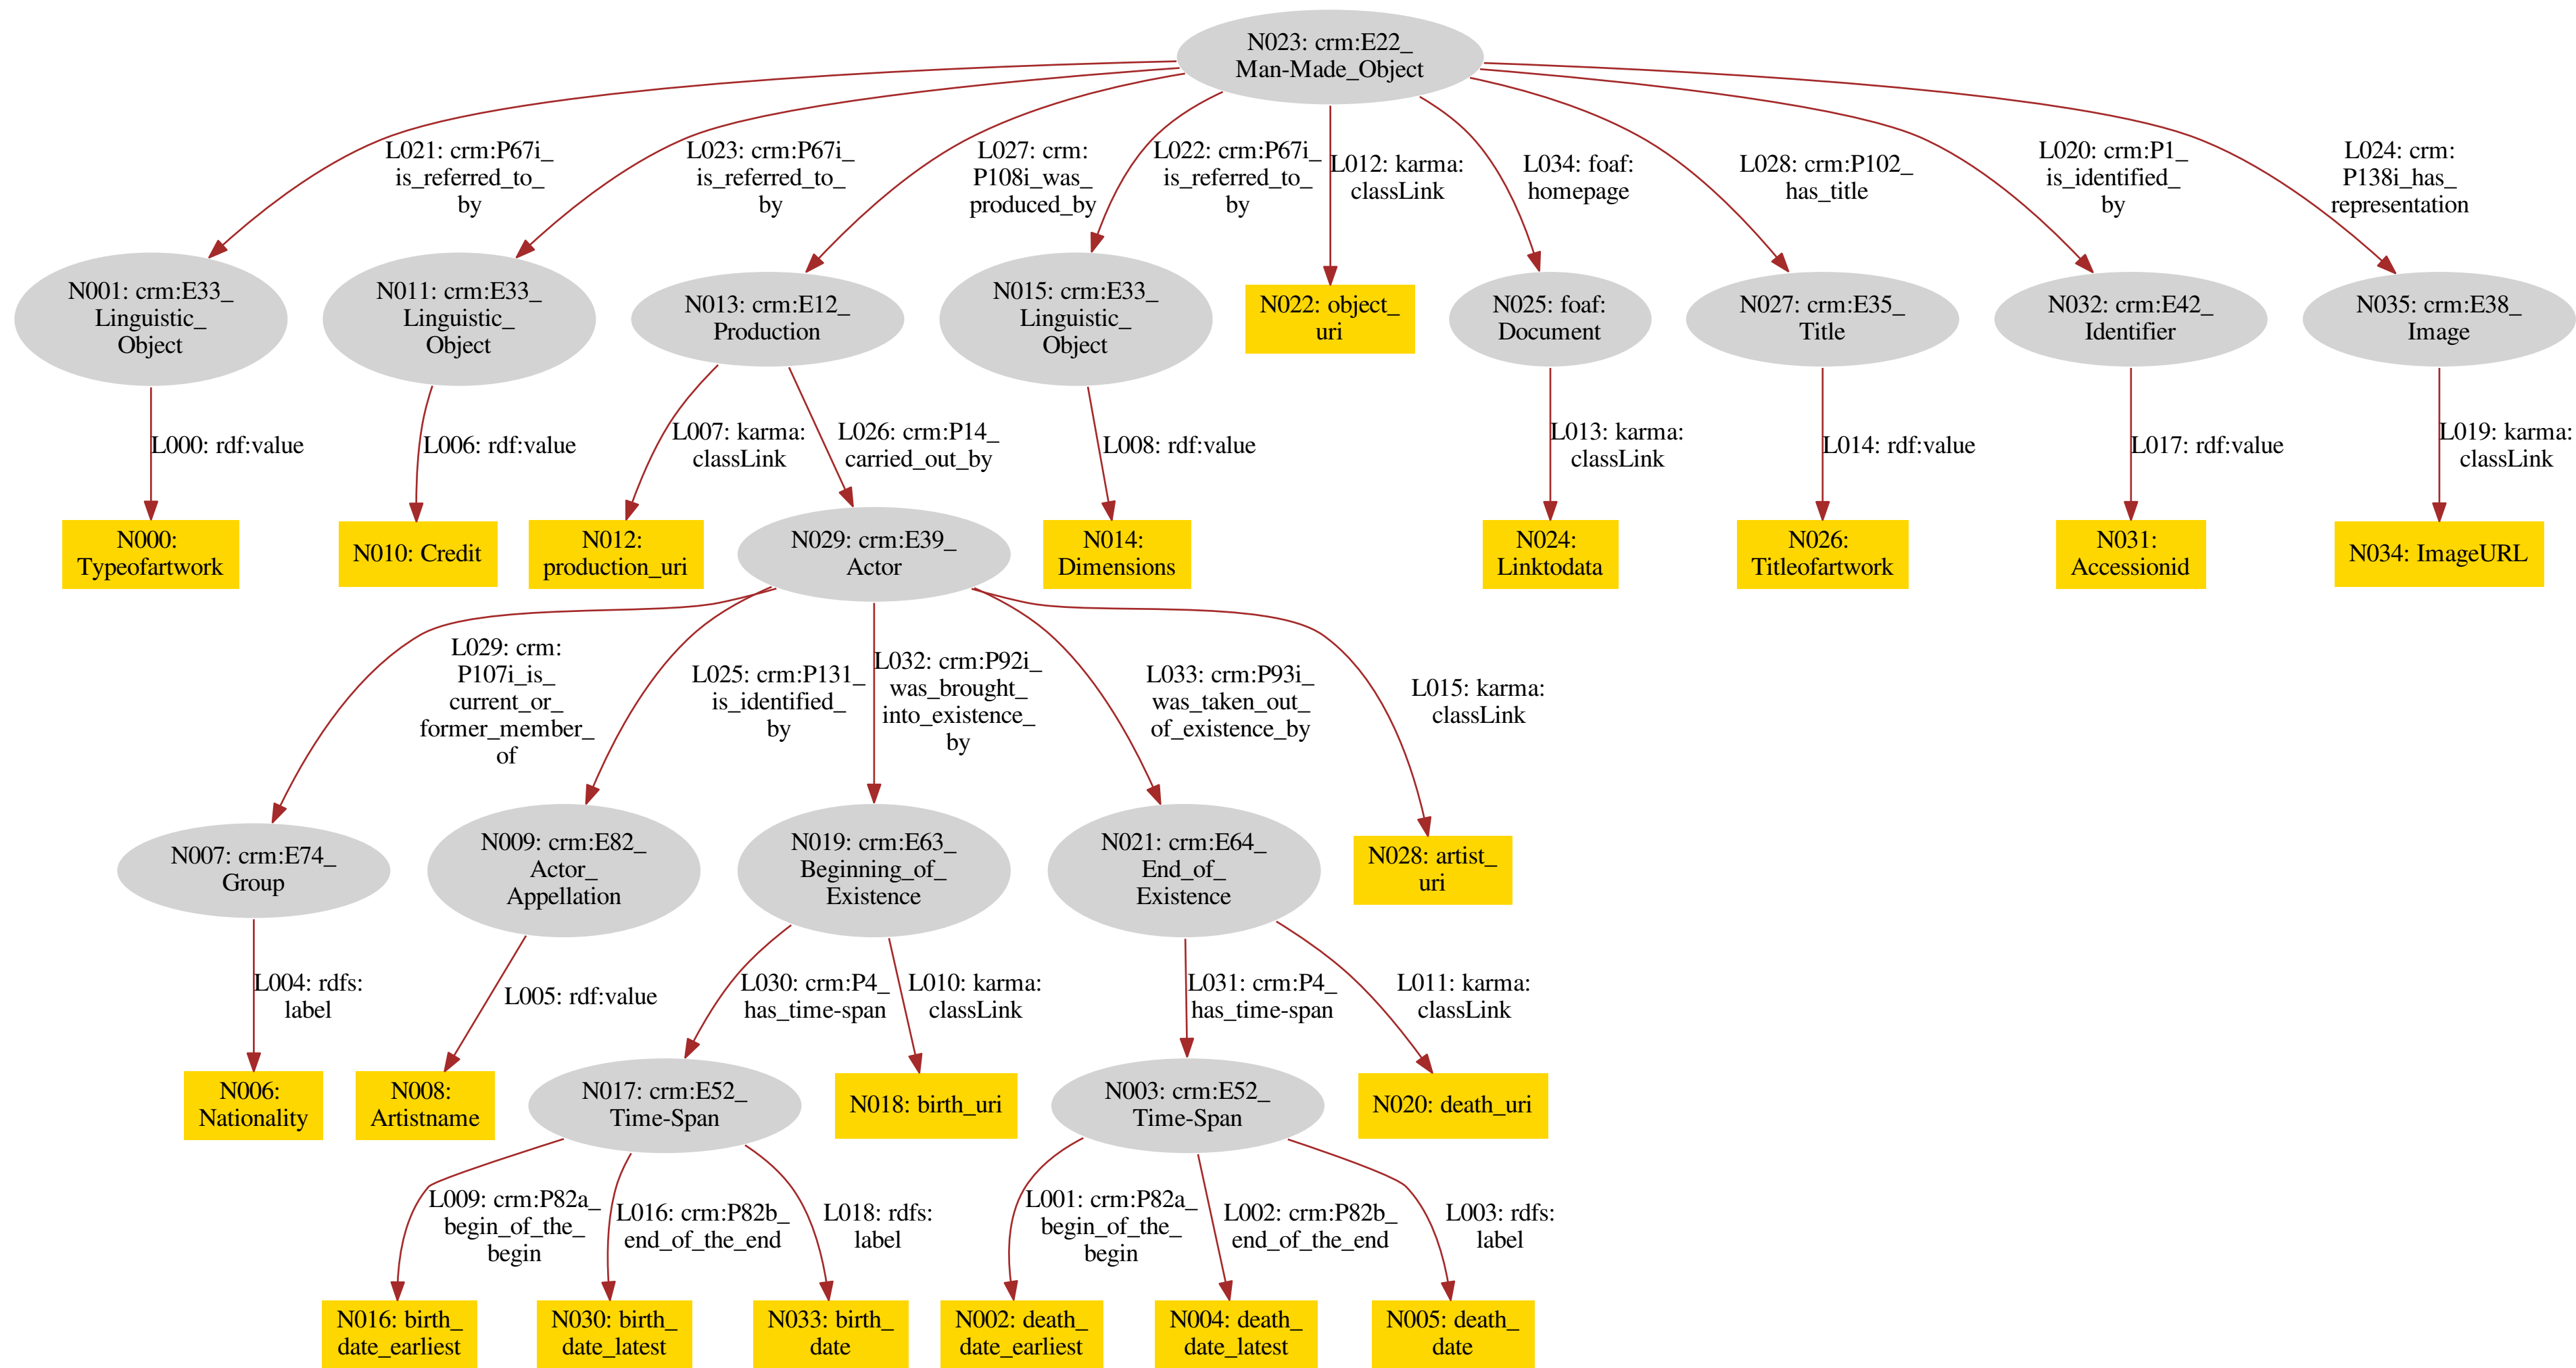 N023: crm:E22_
Man-Made_Object
L021: crm:P67i_
is_referred_to_
by
L023: crm:P67i_
is_referred_to_
by
L027: crm:
P108i_was_
produced_by
L022: crm:P67i_
is_referred_to_
by
L012: karma:
classLink
L034: foaf:
homepage
L028: crm:P102_
has_title
L020: crm:P1_
is_identified_
by
L024: crm:
P138i_has_
representation
N001: crm:E33_
Linguistic_
Object
N011: crm:E33_
Linguistic_
Object
N013: crm:E12_
Production
N015: crm:E33_
Linguistic_
Object
N022: object_
uri
N025: foaf:
Document
N027: crm:E35_
Title
N032: crm:E42_
Identifier
N035: crm:E38_
Image
L000: rdf:value
L006: rdf:value
L007: karma:
classLink
L026: crm:P14_
carried_out_by
L008: rdf:value
L013: karma:
classLink
L014: rdf:value
L017: rdf:value
L019: karma:
classLink
N000:
Typeofartwork
N010: Credit
N012:
production_uri
N029: crm:E39_
Actor
N014:
Dimensions
N024:
Linktodata
N026:
Titleofartwork
N031:
Accessionid
N034: ImageURL
L029: crm:
P107i_is_
current_or_
former_member_
of
L025: crm:P131_
is_identified_
by
L032: crm:P92i_
was_brought_
into_existence_
by
L033: crm:P93i_
was_taken_out_
of_existence_by
L015: karma:
classLink
N007: crm:E74_
Group
N009: crm:E82_
Actor_
Appellation
N019: crm:E63_
Beginning_of_
Existence
N021: crm:E64_
End_of_
Existence
N028: artist_
uri
L004: rdfs:
label
L005: rdf:value
L030: crm:P4_
has_time-span
L010: karma:
classLink
L031: crm:P4_
has_time-span
L011: karma:
classLink
N006:
Nationality
N008:
Artistname
N017: crm:E52_
Time-Span
N018: birth_uri
N003: crm:E52_
Time-Span
N020: death_uri
L009: crm:P82a_
begin_of_the_
begin
L016: crm:P82b_
end_of_the_end
L018: rdfs:
label
L001: crm:P82a_
begin_of_the_
begin
L002: crm:P82b_
end_of_the_end
L003: rdfs:
label
N016: birth_
date_earliest
N030: birth_
date_latest
N033: birth_
date
N002: death_
date_earliest
N004: death_
date_latest
N005: death_
date